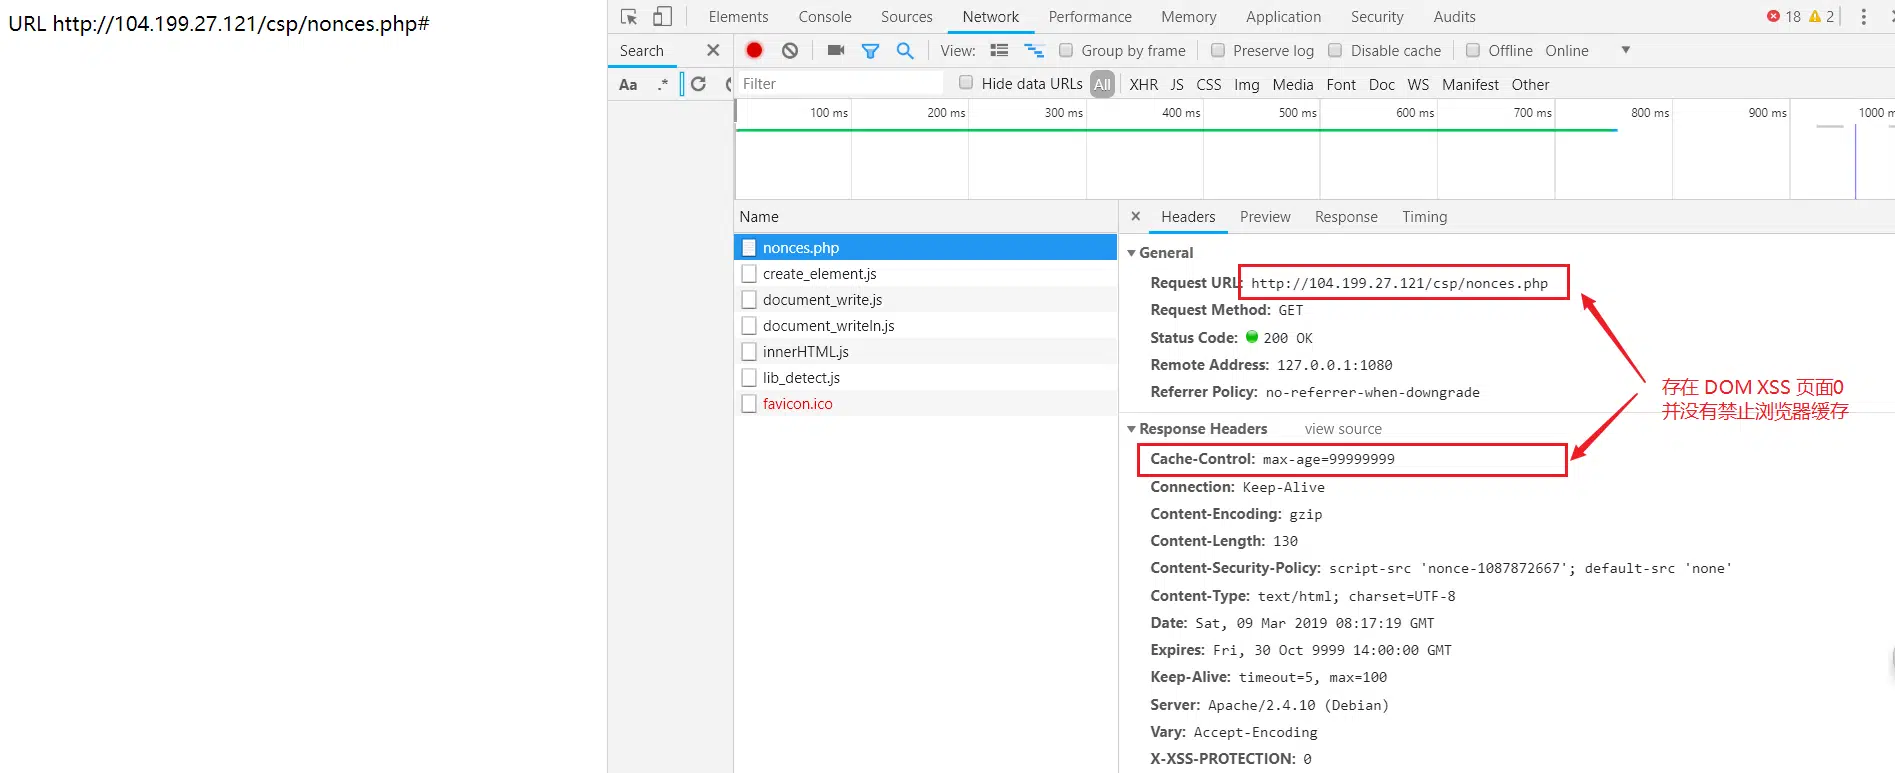 URL http://104.199.27.121/csp/nonces.php#
Elements Console Sources Network Performance Memory Application Security Audits 18 2
Search View: Group by frame Preserve log Disable cache Offline Online
Aa .* Filter Hide data URLs All XHR JS CSS Img Media Font Doc WS Manifest Other
100 ms 200 ms 300 ms 400 ms 500 ms 600 ms 700 ms 800 ms 900 ms 1000 m
Name
nonces.php
create_element.js
document_write.js
document_writeln.js
innerHTML.js
lib_detect.js
favicon.ico
Headers Preview Response Timing
General
Request URL: http://104.199.27.121/csp/nonces.php
Request Method: GET
Status Code: 200 OK
Remote Address: 127.0.0.1:1080
Referrer Policy: no-referrer-when-downgrade
存在 DOM XSS 页面0
并没有禁止浏览器缓存
Response Headers view source
Cache-Control: max-age=99999999
Connection: Keep-Alive
Content-Encoding: gzip
Content-Length: 130
Content-Security-Policy: script-src 'nonce-1087872667'; default-src 'none'
Content-Type: text/html; charset=UTF-8
Date: Sat, 09 Mar 2019 08:17:19 GMT
Expires: Fri, 30 Oct 9999 14:00:00 GMT
Keep-Alive: timeout=5, max=100
Server: Apache/2.4.10 (Debian)
Vary: Accept-Encoding
X-XSS-PROTECTION: 0